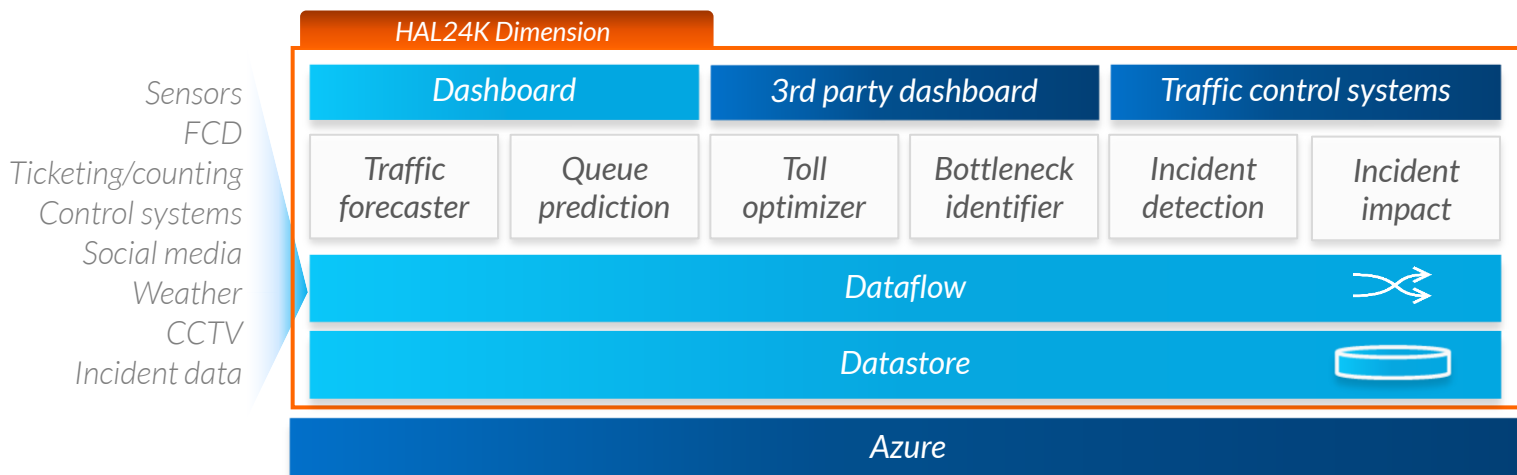 HAL24K Dimension
Sensors
FCD
Ticketing/counting
Control systems
Social media
Weather
CCTV
Incident data
Dashboard
3rd party dashboard
Traffic control systems
Traffic
forecaster
Queue
prediction
Toll
optimizer
Bottleneck
identifier
Incident
detection
Incident
impact
Dataflow
Datastore
Azure